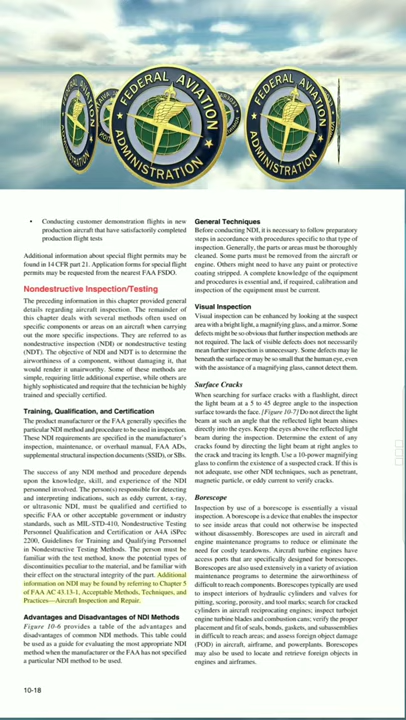 FEDERAL AVIATION
ADMINISTRATION
FEDERAL AVIATION
ADMINISTRATION
• Conducting customer demonstration flights in new
production aircraft that have satisfactorily completed
production flight tests
Additional information about special flight permits may be
found in 14 CFR part 21. Application forms for special flight
permits may be requested from the nearest FAA FSDO.
Nondestructive Inspection/Testing
The preceding information in this chapter provided general
details regarding aircraft inspection. The remainder of
this chapter deals with several methods often used on
specific components or areas on an aircraft when carrying
out the more specific inspections. They are referred to as
nondestructive inspection (NDI) or nondestructive testing
(NDT). The objective of NDI and NDT is to determine the
airworthiness of a component, without damaging it, that
would render it unairworthy. Some of these methods are
simple, requiring little additional expertise, while others are
highly sophisticated and require that the technician be highly
trained and specially certified.
Training, Qualification, and Certification
The product manufacturer or the FAA generally specifies the
particular NDI method and procedure to be used in inspection.
These NDI requirements are specified in the manufacturer's
inspection, maintenance, or overhaul manual, FAA ADs,
supplemental structural inspection documents (SSID), or SBs.
The success of any NDI method and procedure depends
upon the knowledge, skill, and experience of the NDI
personnel involved. The person(s) responsible for detecting
and interpreting indications, such as eddy current, x-ray,
or ultrasonic NDI, must be qualified and certified to
specific FAA or other acceptable government or industry
standards, such as MIL-STD-410, Nondestructive Testing
Personnel Qualification and Certification or A4A iSPec
2200, Guidelines for Training and Qualifying Personnel
in Nondestructive Testing Methods. The person must be
familiar with the test method, know the potential types of
discontinuities peculiar to the material, and be familiar with
their effect on the structural integrity of the part. Additional
information on NDI may be found by referring to Chapter 5
of FAA AC 43.13-1, Acceptable Methods, Techniques, and
Practices—Aircraft Inspection and Repair.
Advantages and Disadvantages of NDI Methods
Figure 10-6 provides a table of the advantages and
disadvantages of common NDI methods. This table could
be used as a guide for evaluating the most appropriate NDI
method when the manufacturer or the FAA has not specified
a particular NDI method to be used.
General Techniques
Before conducting NDI, it is necessary to follow preparatory
steps in accordance with procedures specific to that type of
inspection. Generally, the parts or areas must be thoroughly
cleaned. Some parts must be removed from the aircraft or
engine. Others might need to have any paint or protective
coating stripped. A complete knowledge of the equipment
and procedures is essential and, if required, calibration and
inspection of the equipment must be current.
Visual Inspection
Visual inspection can be enhanced by looking at the suspect
area with a bright light, a magnifying glass, and a mirror. Some
defects might be so obvious that further inspection methods are
not required. The lack of visible defects does not necessarily
mean further inspection is unnecessary. Some defects may lie
beneath the surface or may be so small that the human eye, even
with the assistance of a magnifying glass, cannot detect them.
Surface Cracks
When searching for surface cracks with a flashlight, direct
the light beam at a 5 to 45 degree angle to the inspection
surface towards the face. [Figure 10-7] Do not direct the light
beam at such an angle that the reflected light beam shines
directly into the eyes. Keep the eyes above the reflected light
beam during the inspection. Determine the extent of any
cracks found by directing the light beam at right angles to
the crack and tracing its length. Use a 10-power magnifying
glass to confirm the existence of a suspected crack. If this is
not adequate, use other NDI techniques, such as penetrant,
magnetic particle, or eddy current to verify cracks.
Borescope
Inspection by use of a borescope is essentially a visual
inspection. A borescope is a device that enables the inspector
to see inside areas that could not otherwise be inspected
without disassembly. Borescopes are used in aircraft and
engine maintenance programs to reduce or eliminate the
need for costly teardowns. Aircraft turbine engines have
access ports that are specifically designed for borescopes.
Borescopes are also used extensively in a variety of aviation
maintenance programs to determine the airworthiness of
difficult to reach components. Borescopes typically are used
to inspect interiors of hydraulic cylinders and valves for
pitting, scoring, porosity, and tool marks; search for cracked
cylinders in aircraft reciprocating engines; inspect turbojet
engine turbine blades and combustion cans; verify the proper
placement and fit of seals, bonds, gaskets, and subassemblies
in difficult to reach areas; and assess foreign object damage
(FOD) in aircraft, airframe, and powerplants. Borescopes
may also be used to locate and retrieve foreign objects in
engines and airframes.
10-18